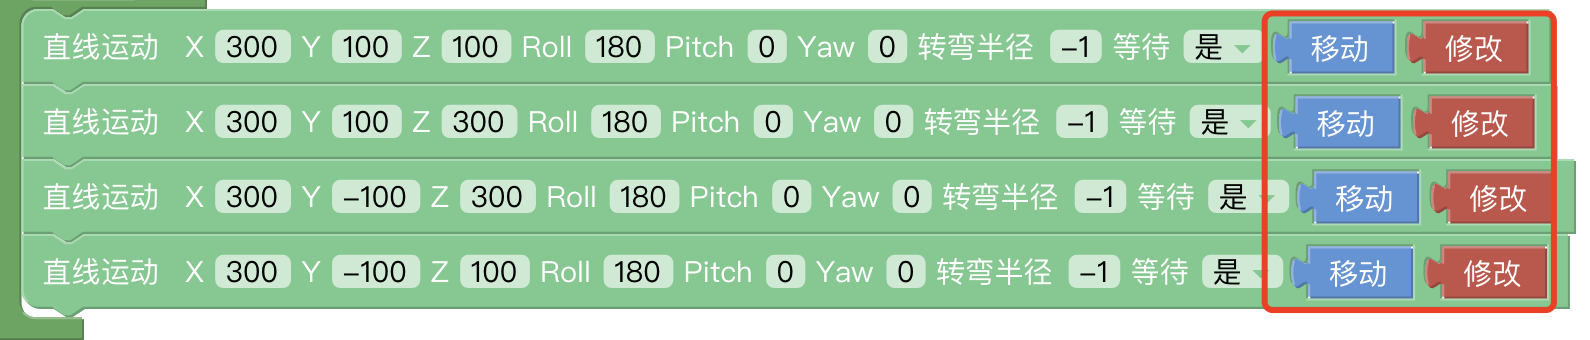 直线运动 X 300 Y 100 Z 100 Roll 180 Pitch 0 Yaw 0 转弯半径 -1 等待 是 移动 修改
直线运动 X 300 Y 100 Z 300 Roll 180 Pitch 0 Yaw 0 转弯半径 -1 等待 是 移动 修改
直线运动 X 300 Y -100 Z 300 Roll 180 Pitch 0 Yaw 0 转弯半径 -1 等待 是 移动 修改
直线运动 X 300 Y -100 Z 100 Roll 180 Pitch 0 Yaw 0 转弯半径 -1 等待 是 移动 修改